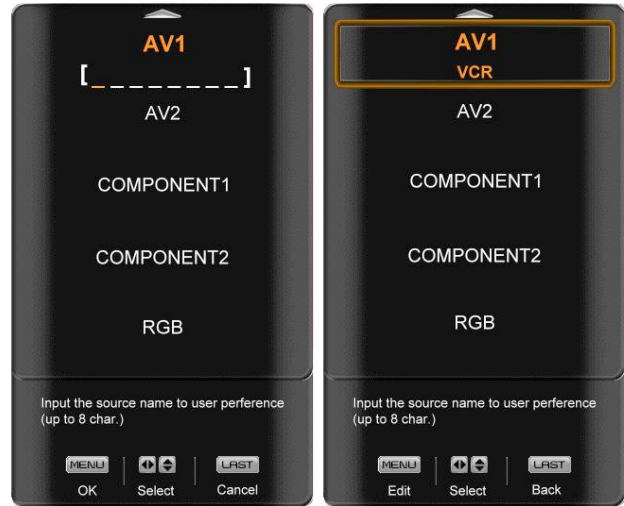 AV1
[_ _ _ _ _ _ _ _]
AV2
COMPONENT1
COMPONENT2
RGB
Input the source name to user perference
(up to 8 char.)
MENU LAST
OK Select Cancel
AV1
VCR
AV2
COMPONENT1
COMPONENT2
RGB
Input the source name to user perference
(up to 8 char.)
MENU LAST
Edit Select Back